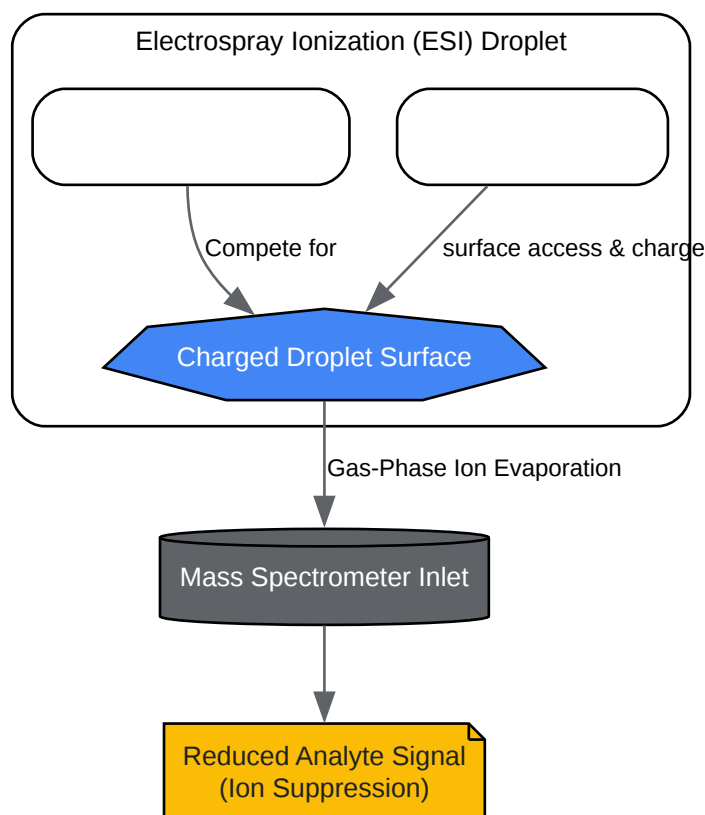 Electrospray Ionization (ESI) Droplet
Compete for
surface access & charge
Charged Droplet Surface
Gas-Phase Ion Evaporation
Mass Spectrometer Inlet
Reduced Analyte Signal
(Ion Suppression)